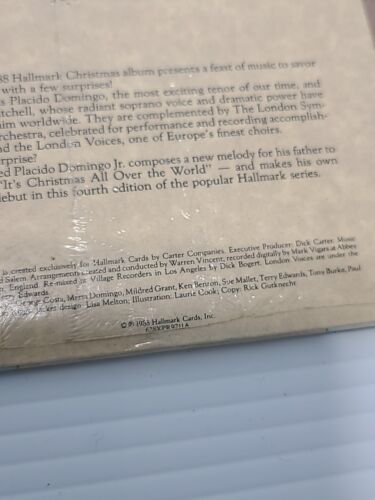 88 Hallmark Christmas album presents a feast of music to savor
with a few surprises!
Placido Domingo, the most exciting tenor of our time, and
tchell, whose radiant soprano voice and dramatic power have
im worldwide. They are complemented by The London Sym-
rchestra, celebrated for performance and recording accomplish-
d the London Voices, one of Europe's finest choirs.
rprise?
ed Placido Domingo Jr. composes a new melody for his father to
"It's Christmas All Over the World" — and makes his own
ebut in this fourth edition of the popular Hallmark series.
is created exclusively for Hallmark Cards by Carter Companies. Executive Producer: Dick Carter. Music
Salem. Arrangements created and conducted by Warren Vincent, recorded digitally by Mark Vigars at Abbey
England. Re-mixed at Village Recorders in Los Angeles by Dick Bogert. London Voices are under the
Terry Edwards.
Costa, Merta Domingo, Mildred Grant, Ken Benson, Sue Mallet, Terry Edwards, Tony Burke, Paul
Jacket design: Lisa Melton; Illustration: Laurie Cook; Copy: Rick Gutknecht
© ℗ 1988 Hallmark Cards, Inc.
628XPR9711A